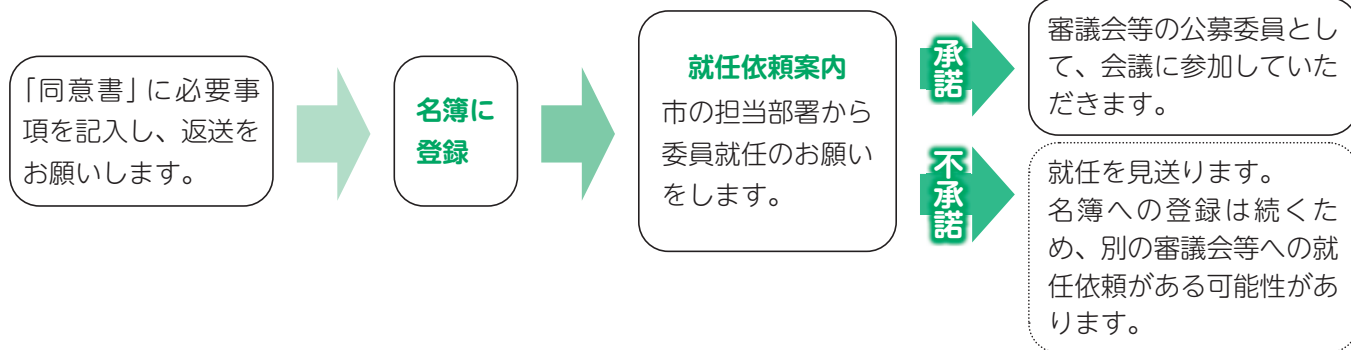 「同意書」に必要事
項を記入し、返送を
お願いします。
名簿に
登録
就任依頼案内
市の担当部署から
委員就任のお願い
をします。
承諾
審議会等の公募委員とし
て、会議に参加していた
だきます。
不承諾
就任を見送ります。
名簿への登録は続くた
め、別の審議会等への就
任依頼がある可能性があ
ります。